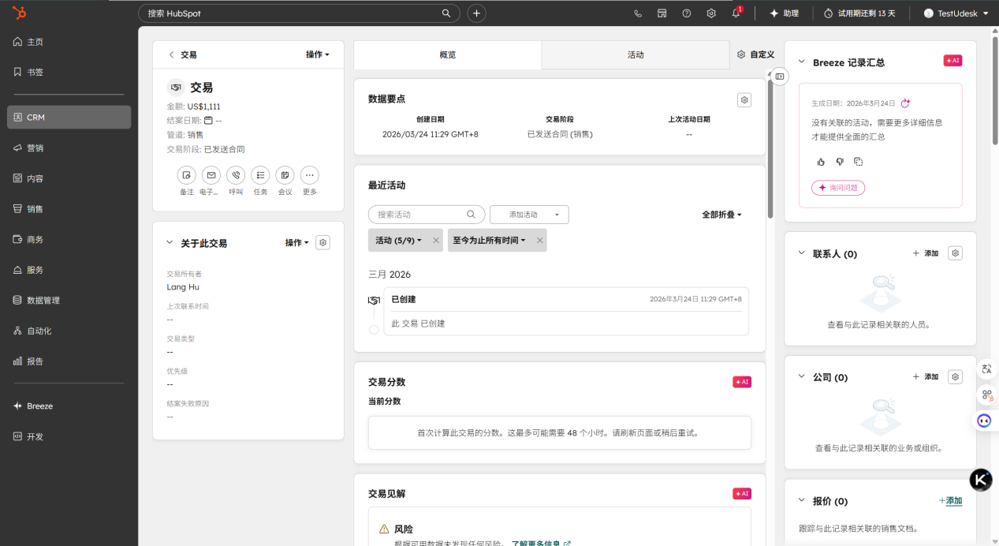 搜索 HubSpot
1
助理
试用期还剩 13 天
TestUdesk
主页
书签
CRM
营销
内容
销售
商务
服务
数据管理
自动化
报告
Breeze
开发
交易
操作
交易
金额: US$1,111
结案日期: --
管道: 销售
交易阶段: 已发送合同
备注
电子...
呼叫
任务
会议
更多
关于此交易
操作
交易所有者
Lang Hu
上次联系时间
--
交易类型
--
优先级
--
结案失败原因
--
概览
活动
自定义
数据要点
创建日期
交易阶段
上次活动日期
2026/03/24 11:29 GMT+8
已发送合同 (销售)
--
最近活动
搜索活动
添加活动
全部折叠
活动 (5/9)
至今为止所有时间
三月 2026
已创建
2026年3月24日 11:29 GMT+8
此 交易 已创建
交易分数
AI
当前分数
首次计算此交易的分数。这最多可能需要 48 个小时。请刷新页面或稍后重试。
交易见解
AI
风险
根据可用数据未发现任何风险。 了解更多信息
Breeze 记录汇总
AI
生成日期: 2026年3月24日
没有关联的活动，需要更多详细信息
才能提供全面的汇总
询问问题
联系人 (0)
+ 添加
查看与此记录相关联的人员。
公司 (0)
+ 添加
查看与此记录相关联的业务或组织。
报价 (0)
+添加
跟踪与此记录相关联的销售文档。
K